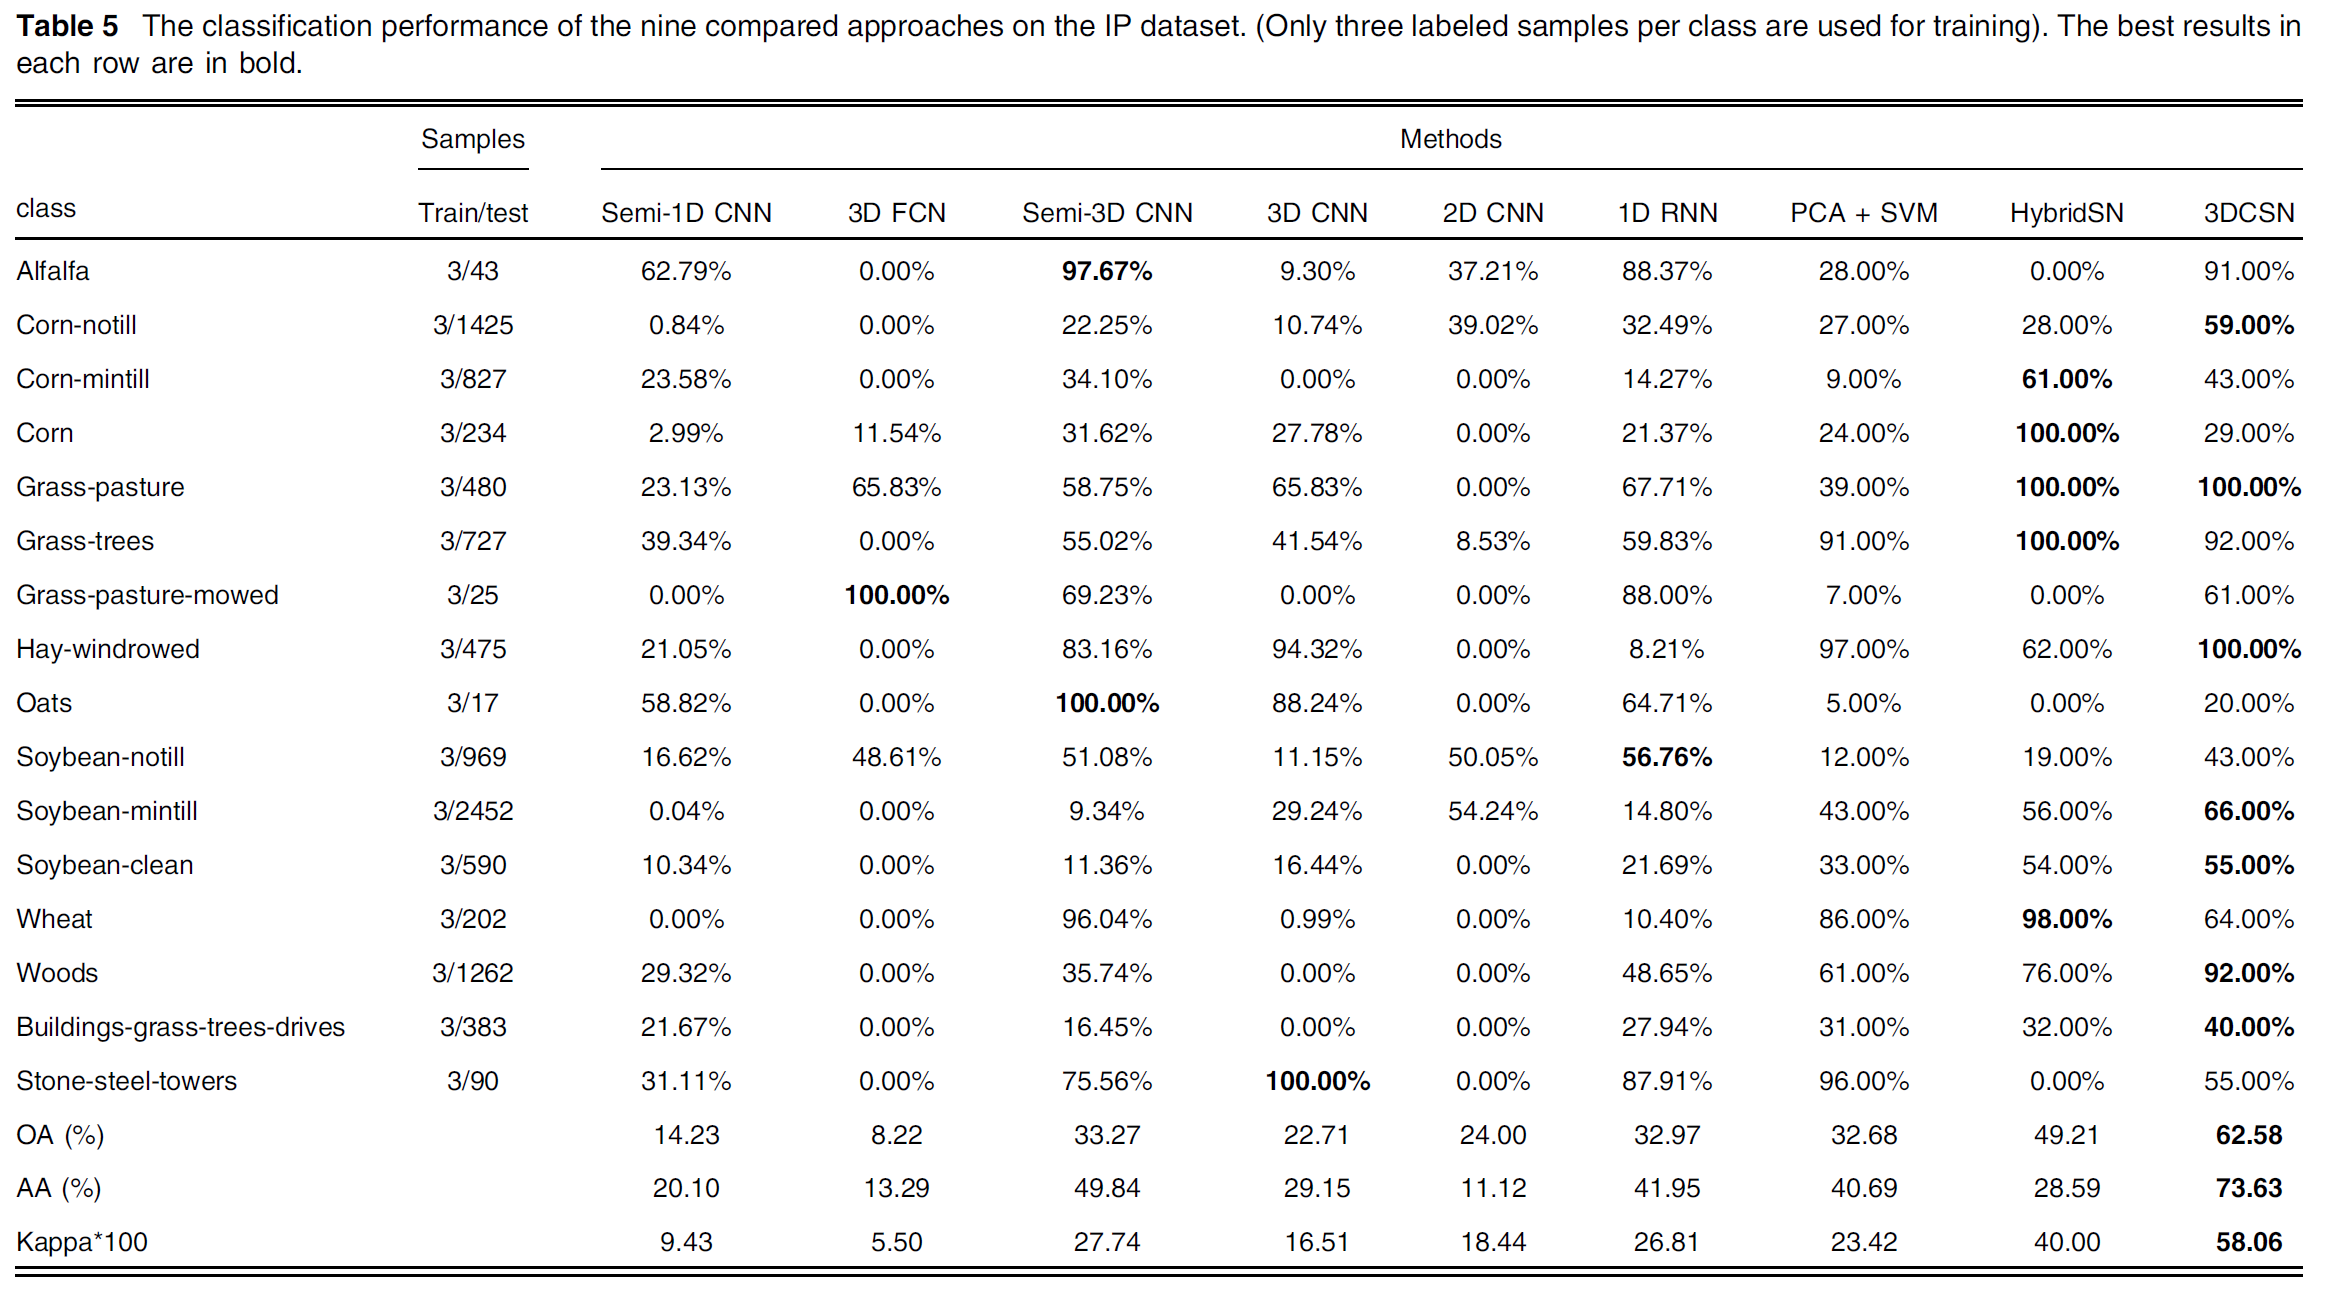 Table 5 The classification performance of the nine compared approaches on the IP dataset. (Only three labeled samples per class are used for training). The best results in
each row are in bold.
Samples Methods
class Train/test Semi-1D CNN 3D FCN Semi-3D CNN 3D CNN 2D CNN 1D RNN PCA + SVM HybridSN 3DCSN
Alfalfa 3/43 62.79% 0.00% 97.67% 9.30% 37.21% 88.37% 28.00% 0.00% 91.00%
Corn-notill 3/1425 0.84% 0.00% 22.25% 10.74% 39.02% 32.49% 27.00% 28.00% 59.00%
Corn-mintill 3/827 23.58% 0.00% 34.10% 0.00% 0.00% 14.27% 9.00% 61.00% 43.00%
Corn 3/234 2.99% 11.54% 31.62% 27.78% 0.00% 21.37% 24.00% 100.00% 29.00%
Grass-pasture 3/480 23.13% 65.83% 58.75% 65.83% 0.00% 67.71% 39.00% 100.00% 100.00%
Grass-trees 3/727 39.34% 0.00% 55.02% 41.54% 8.53% 59.83% 91.00% 100.00% 92.00%
Grass-pasture-mowed 3/25 0.00% 100.00% 69.23% 0.00% 0.00% 88.00% 7.00% 0.00% 61.00%
Hay-windrowed 3/475 21.05% 0.00% 83.16% 94.32% 0.00% 8.21% 97.00% 62.00% 100.00%
Oats 3/17 58.82% 0.00% 100.00% 88.24% 0.00% 64.71% 5.00% 0.00% 20.00%
Soybean-notill 3/969 16.62% 48.61% 51.08% 11.15% 50.05% 56.76% 12.00% 19.00% 43.00%
Soybean-mintill 3/2452 0.04% 0.00% 9.34% 29.24% 54.24% 14.80% 43.00% 56.00% 66.00%
Soybean-clean 3/590 10.34% 0.00% 11.36% 16.44% 0.00% 21.69% 33.00% 54.00% 55.00%
Wheat 3/202 0.00% 0.00% 96.04% 0.99% 0.00% 10.40% 86.00% 98.00% 64.00%
Woods 3/1262 29.32% 0.00% 35.74% 0.00% 0.00% 48.65% 61.00% 76.00% 92.00%
Buildings-grass-trees-drives 3/383 21.67% 0.00% 16.45% 0.00% 0.00% 27.94% 31.00% 32.00% 40.00%
Stone-steel-towers 3/90 31.11% 0.00% 75.56% 100.00% 0.00% 87.91% 96.00% 0.00% 55.00%
OA (%) 14.23 8.22 33.27 22.71 24.00 32.97 32.68 49.21 62.58
AA (%) 20.10 13.29 49.84 29.15 11.12 41.95 40.69 28.59 73.63
Kappa*100 9.43 5.50 27.74 16.51 18.44 26.81 23.42 40.00 58.06